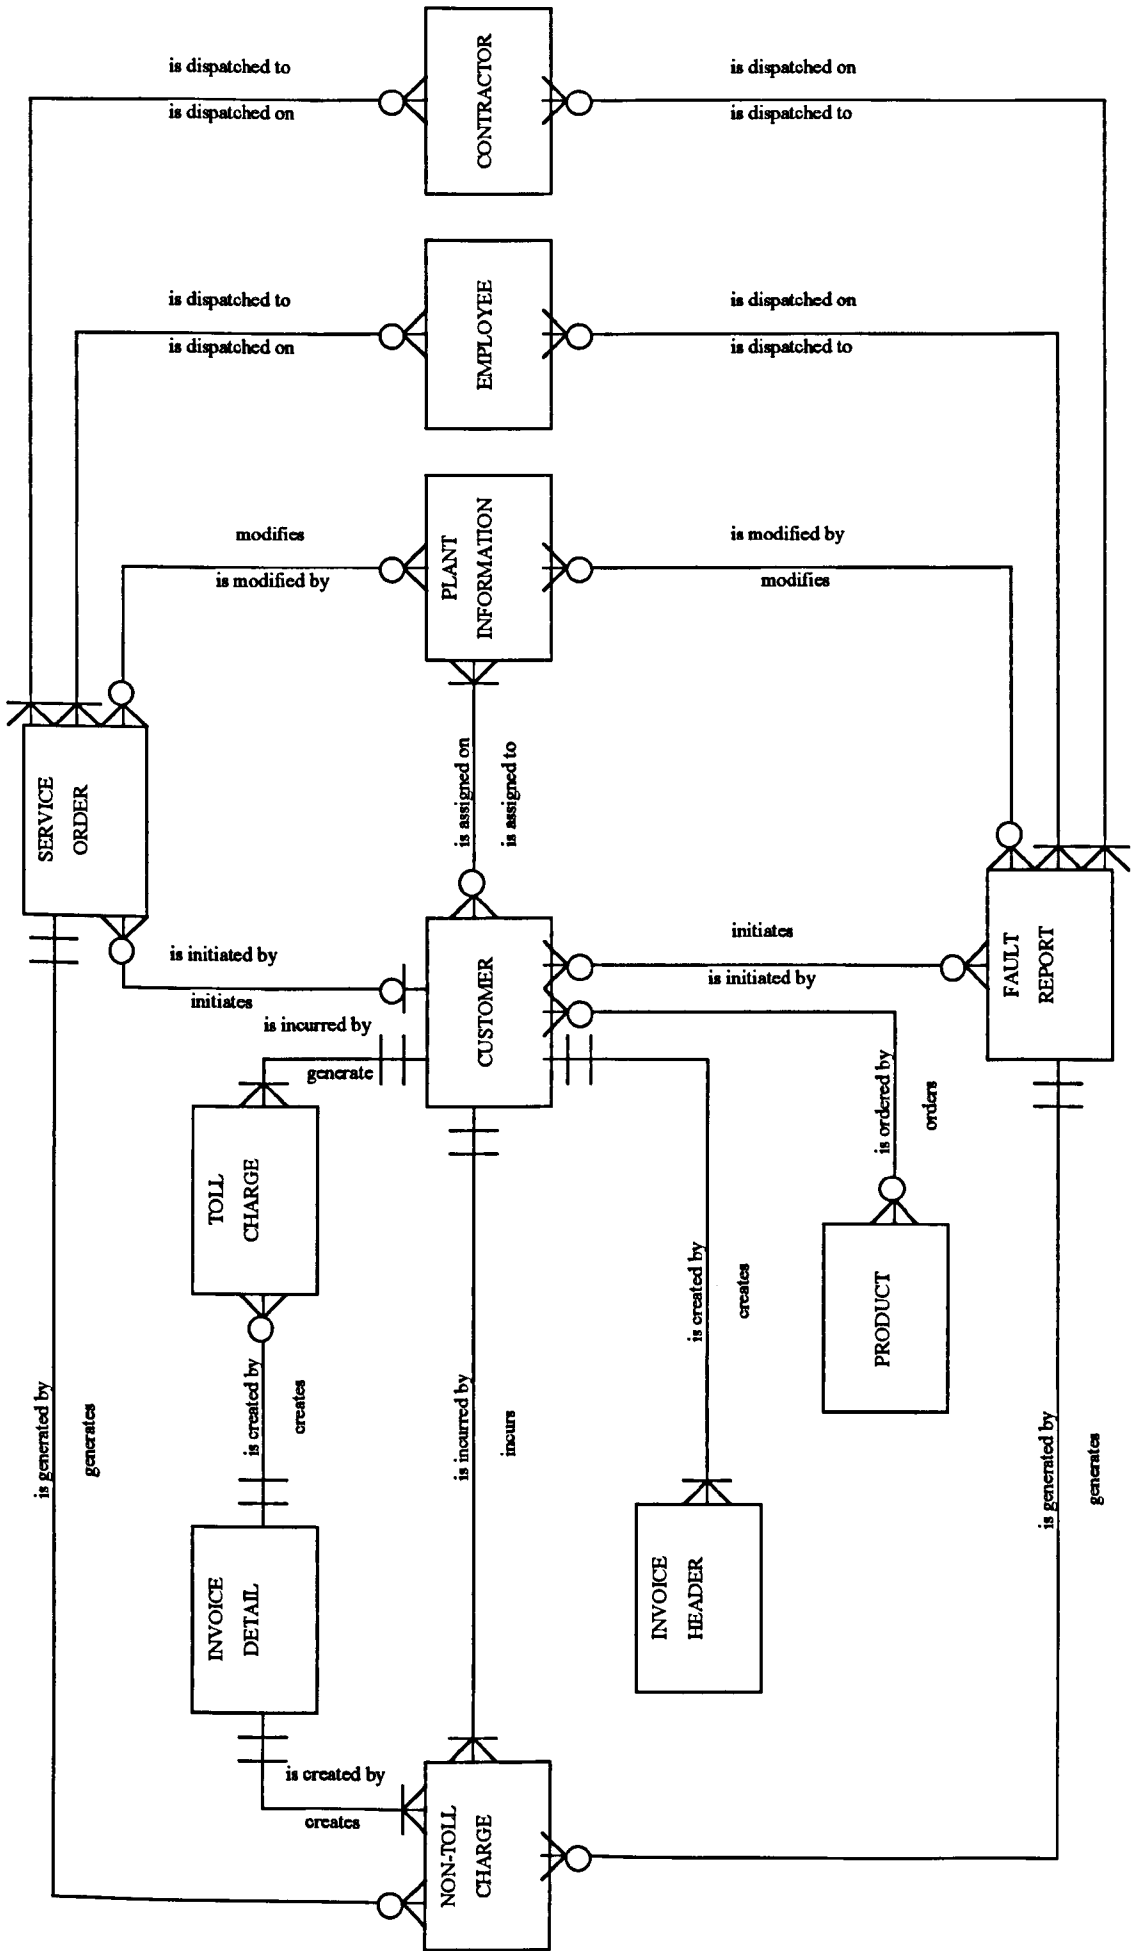 is dispatched to
is dispatched on
CONTRACTOR
is dispatched on
is dispatched to
is dispatched to
is dispatched on
EMPLOYEE
is dispatched on
is dispatched to
modifies
is modified by
PLANT
INFORMATION
is modified by
modifies
SERVICE
ORDER
is assigned on
is assigned to
is initiated by
initiates
CUSTOMER
initiates
is initiated by
FAULT
REPORT
is incurred by
generate
TOLL
CHARGE
is ordered by
orders
PRODUCT
is generated by
generates
is created by
creates
is incurred by
incurs
is created by
creates
is generated by
generates
INVOICE
DETAIL
INVOICE
HEADER
is created by
creates
NON-TOLL
CHARGE